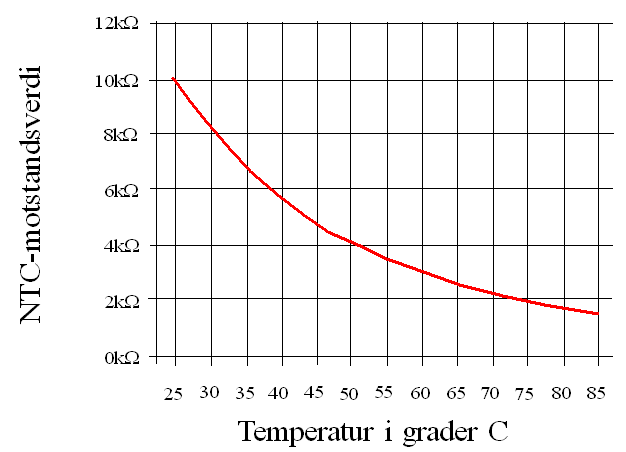 NTC-motstandsverdi
12kΩ
10kΩ
8kΩ
6kΩ
4kΩ
2kΩ
0kΩ
25 30 35 40 45 50 55 60 65 70 75 80 85
Temperatur i grader C